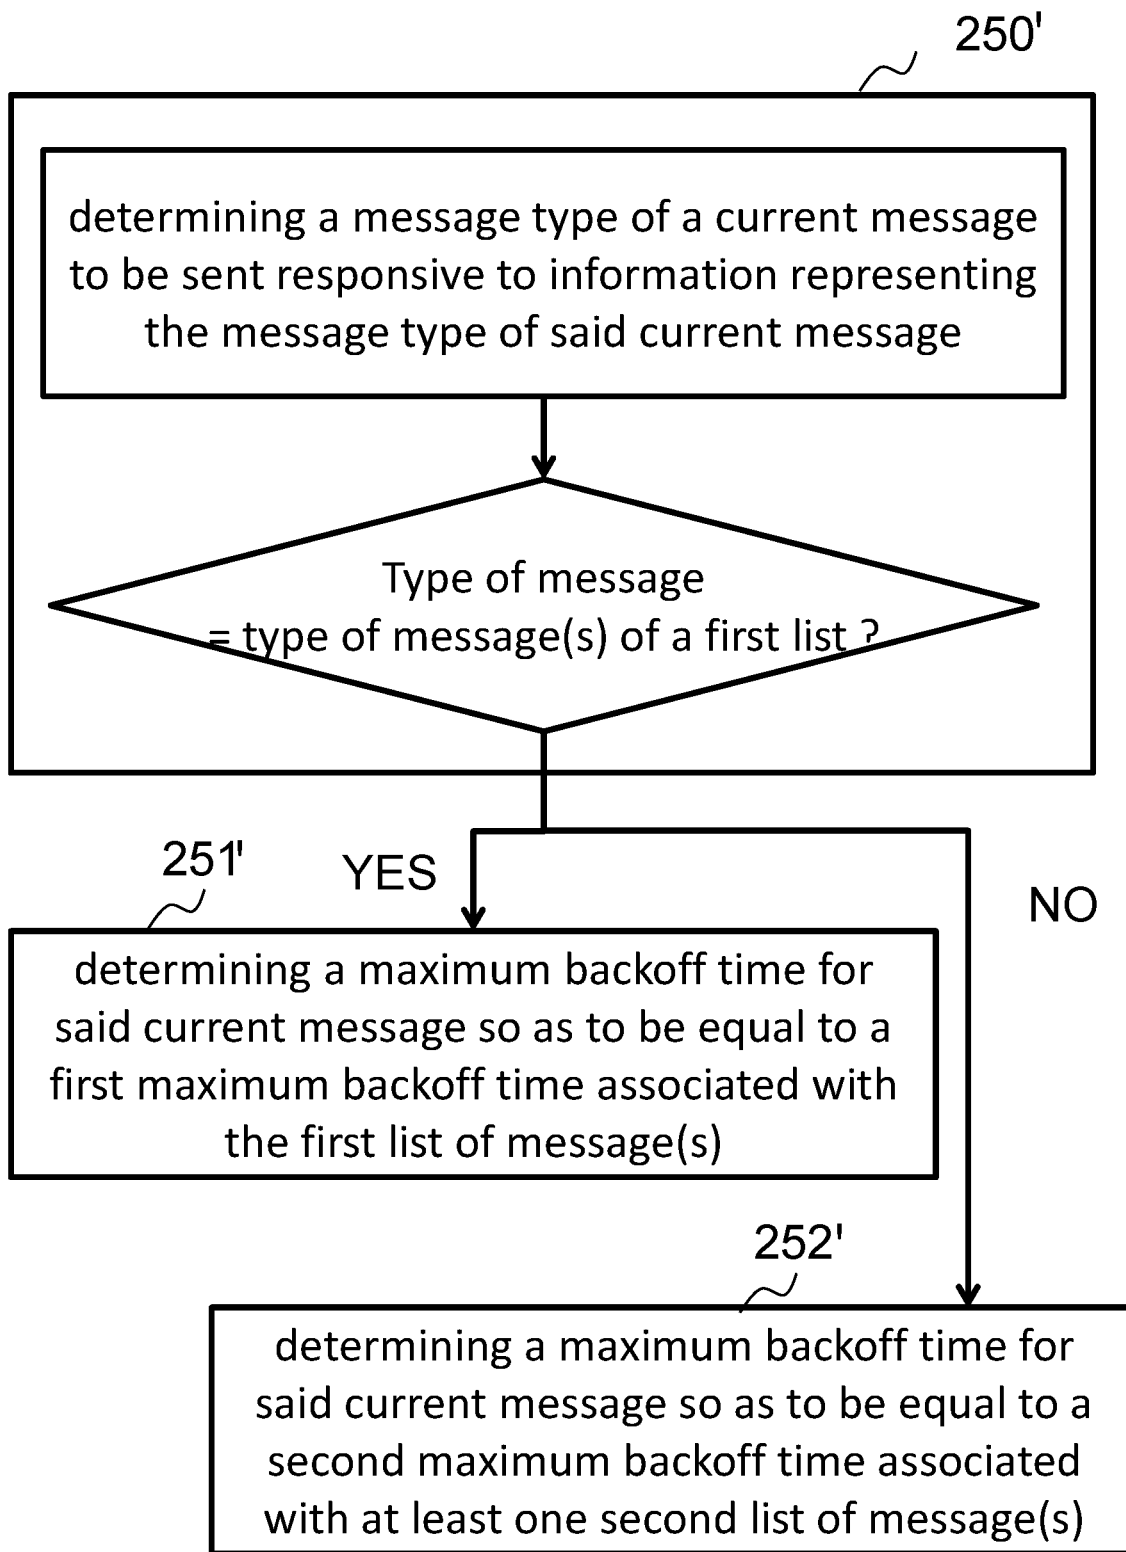 250'
determining a message type of a current message
to be sent responsive to information representing
the message type of said current message
Type of message
= type of message(s) of a first list ?
251'
YES
NO
determining a maximum backoff time for
said current message so as to be equal to a
first maximum backoff time associated with
the first list of message(s)
252'
determining a maximum backoff time for
said current message so as to be equal to a
second maximum backoff time associated
with at least one second list of message(s)